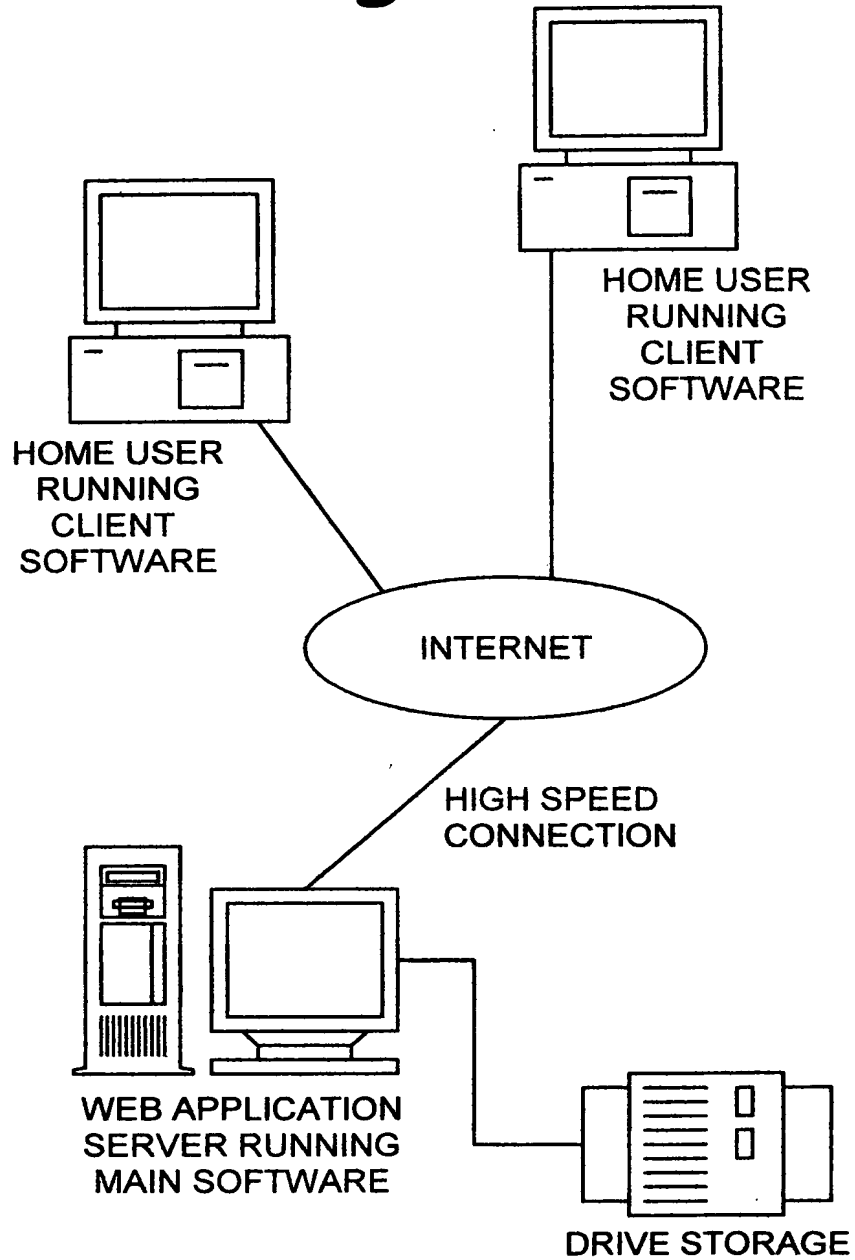 HOME USER
RUNNING
CLIENT
SOFTWARE
HOME USER
RUNNING
CLIENT
SOFTWARE
INTERNET
HIGH SPEED
CONNECTION
WEB APPLICATION
SERVER RUNNING
MAIN SOFTWARE
DRIVE STORAGE